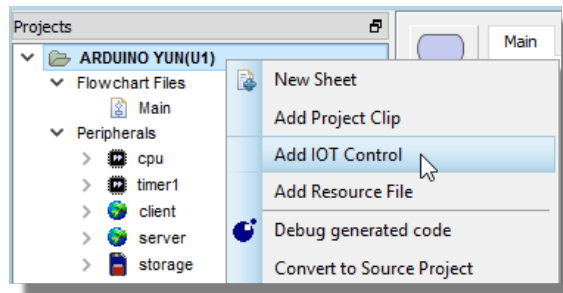 Projects
ARDUINO YUN(U1)
Flowchart Files
Main
Peripherals
cpu
timer1
client
server
storage
Main
New Sheet
Add Project Clip
Add IOT Control
Add Resource File
Debug generated code
Convert to Source Project